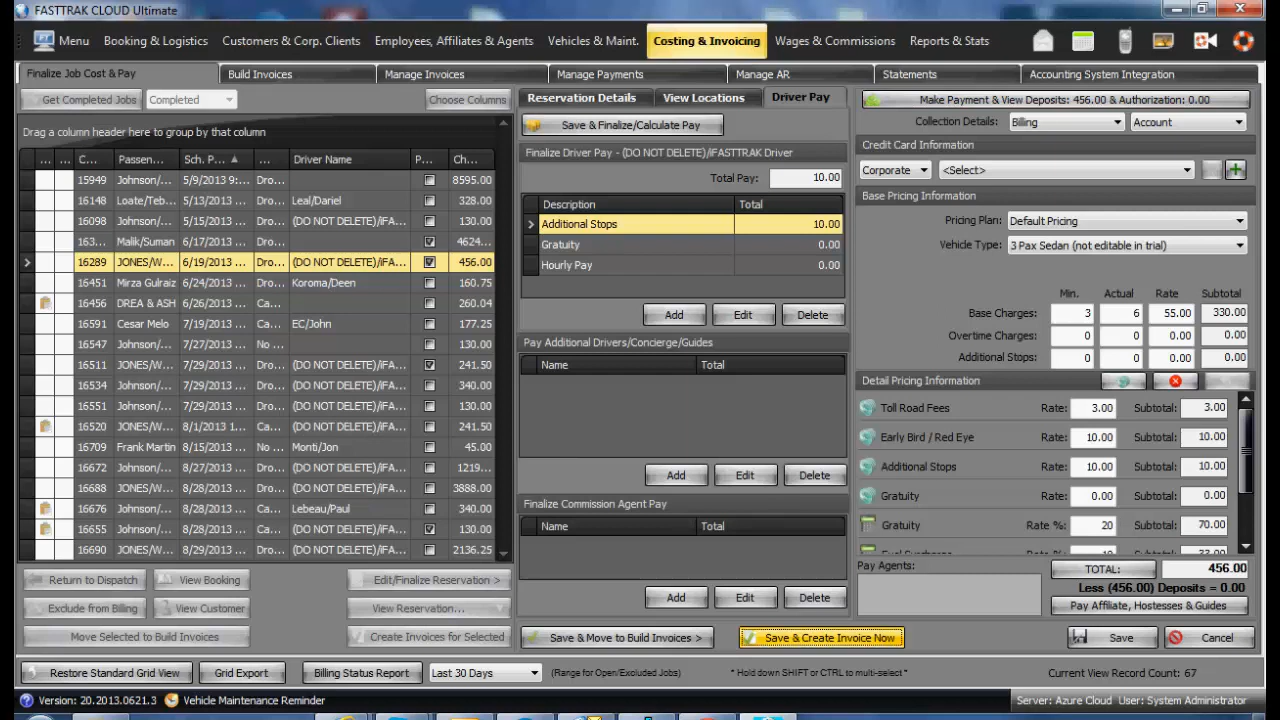 FASTTRAK CLOUD Ultimate
Menu Booking & Logistics Customers & Corp. Clients Employees, Affiliates & Agents Vehicles & Maint. Costing & Invoicing Wages & Commissions Reports & Stats
Finalize Job Cost & Pay Build Invoices Manage Invoices Manage Payments Manage AR Statements Accounting System Integration
Get Completed Jobs Completed Choose Columns
Drag a column header here to group by that column
... ... C... Passen... Sch. P... ... Driver Name P... Ch...
15949 Johnson/... 5/9/2013 9:... Dro... 8595.00
16148 Loate/Teb... 5/13/2013 ... Dro... Leal/Daniel 328.00
16098 Johnson/... 5/15/2013 ... Dro... (DO NOT DELETE)/iFA... 130.00
163... Malik/Suman 6/17/2013 ... Dro... (DO NOT DELETE)/iFA... 4624...
16289 JONES/W... 6/19/2013 ... Dro... (DO NOT DELETE)/iFA... 456.00
16451 Mirza Gulraiz 6/24/2013 ... Dro... Koroma/Deen 160.75
16456 DREA & ASH 6/26/2013 ... Ca... (DO NOT DELETE)/iFA... 260.04
16591 Cesar Melo 7/19/2013 ... Ca... EC/John 177.25
16547 Johnson/... 7/27/2013 ... No ... (DO NOT DELETE)/iFA... 130.00
16511 JONES/W... 7/29/2013 ... Ca... (DO NOT DELETE)/iFA... 241.50
16534 Johnson/... 7/29/2013 ... Dro... (DO NOT DELETE)/iFA... 340.00
16551 Johnson/... 7/29/2013 ... Dro... (DO NOT DELETE)/iFA... 130.00
16520 JONES/W... 8/1/2013 1... Ca... (DO NOT DELETE)/iFA... 241.50
16709 Frank Martin 8/15/2013 ... No ... Monti/Jon 45.00
16672 Johnson/... 8/27/2013 ... Dro... (DO NOT DELETE)/iFA... 1219...
16688 JONES/W... 8/27/2013 ... Dro... (DO NOT DELETE)/iFA... 3888.00
16676 Johnson/... 8/28/2013 ... Dro... Lebeau/Paul 340.00
16655 Johnson/... 8/28/2013 ... Ca... (DO NOT DELETE)/iFA... 130.00
16690 JONES/W... 8/29/2013 ... Dro... (DO NOT DELETE)/iFA... 2136.25
Return to Dispatch View Booking Edit/Finalize Reservation >
Exclude from Billing View Customer View Reservation...
Move Selected to Build Invoices Create Invoices for Selected
Reservation Details View Locations Driver Pay
Save & Finalize/Calculate Pay
Finalize Driver Pay - (DO NOT DELETE)/iFASTTRAK Driver
Total Pay: 10.00
Description Total
Additional Stops 10.00
Gratuity 0.00
Hourly Pay 0.00
Add Edit Delete
Pay Additional Drivers/Concierge/Guides
Name Total
Add Edit Delete
Finalize Commission Agent Pay
Name Total
Add Edit Delete
Save & Move to Build Invoices > Save & Create Invoice Now
Make Payment & View Deposits: 456.00 & Authorization: 0.00
Collection Details: Billing Account
Credit Card Information
Corporate <Select>
Base Pricing Information
Pricing Plan: Default Pricing
Vehicle Type: 3 Pax Sedan (not editable in trial)
Min. Actual Rate Subtotal
Base Charges: 3 6 55.00 330.00
Overtime Charges: 0 0 0.00 0.00
Additional Stops: 0 0 0.00 0.00
Detail Pricing Information
Toll Road Fees Rate: 3.00 Subtotal: 3.00
Early Bird / Red Eye Rate: 10.00 Subtotal: 10.00
Additional Stops Rate: 10.00 Subtotal: 10.00
Gratuity Rate: 0.00 Subtotal: 0.00
Gratuity Rate %: 20 Subtotal: 70.00
Fuel Surcharge Rate %: 10 Subtotal: 33.00
Pay Agents: TOTAL: 456.00
Less (456.00) Deposits = 0.00
Pay Affiliate, Hostesses & Guides
Save Cancel
Restore Standard Grid View Grid Export Billing Status Report Last 30 Days (Range for Open/Excluded Jobs) * Hold down SHIFT or CTRL to multi-select * Current View Record Count: 67
Version: 20.2013.0621.3 Vehicle Maintenance Reminder Server: Azure Cloud User: System Administrator